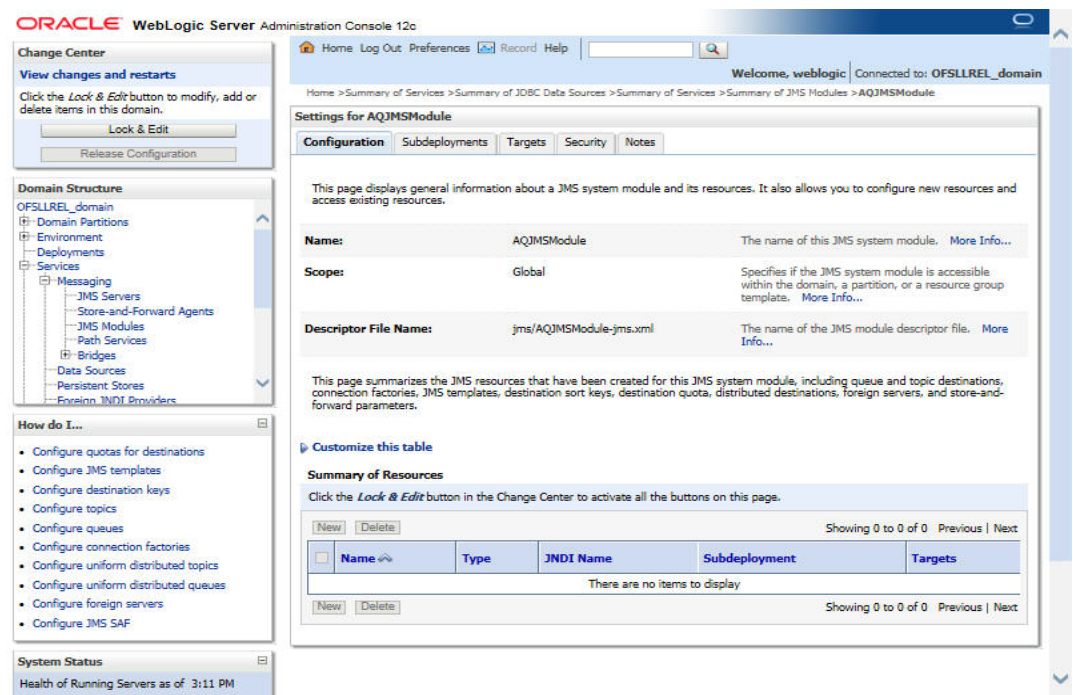 ORACLE WebLogic Server Administration Console 12c
Change Center
View changes and restarts
Click the Lock & Edit button to modify, add or
delete items in this domain.
Lock & Edit
Release Configuration
Domain Structure
OFSLLREL_domain
Domain Partitions
Environment
Deployments
Services
Messaging
JMS Servers
Store-and-Forward Agents
JMS Modules
Path Services
Bridges
Data Sources
Persistent Stores
Foreign JNDI Providers
How do I...
Configure quotas for destinations
Configure JMS templates
Configure destination keys
Configure topics
Configure queues
Configure connection factories
Configure uniform distributed topics
Configure uniform distributed queues
Configure foreign servers
Configure JMS SAF
System Status
Health of Running Servers as of 3:11 PM
Home Log Out Preferences Record Help
Welcome, weblogic Connected to: OFSLLREL_domain
Home >Summary of Services >Summary of JDBC Data Sources >Summary of Services >Summary of JMS Modules >AQJMSModule
Settings for AQJMSModule
Configuration Subdeployments Targets Security Notes
This page displays general information about a JMS system module and its resources. It also allows you to configure new resources and
access existing resources.
Name: AQJMSModule The name of this JMS system module. More Info...
Scope: Global Specifies if the JMS system module is accessible
within the domain, a partition, or a resource group
template. More Info...
Descriptor File Name: jms/AQJMSModule-jms.xml The name of the JMS module descriptor file. More
Info...
This page summarizes the JMS resources that have been created for this JMS system module, including queue and topic destinations,
connection factories, JMS templates, destination sort keys, destination quota, distributed destinations, foreign servers, and store-and-
forward parameters.
Customize this table
Summary of Resources
Click the Lock & Edit button in the Change Center to activate all the buttons on this page.
New Delete Showing 0 to 0 of 0 Previous | Next
Name Type JNDI Name Subdeployment Targets
There are no items to display
New Delete Showing 0 to 0 of 0 Previous | Next